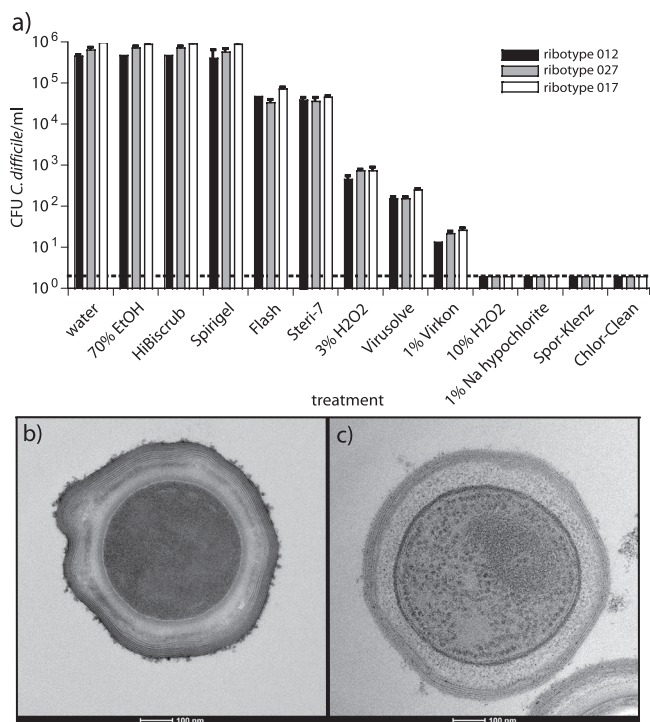 a)
10⁶
10⁵
10⁴
10³
10²
10¹
10⁰
CFU C. difficile/ml
ribotype 012
ribotype 027
ribotype 017
water
70% EtOH
HiBiscrub
Spirigel
Flash
Steri-7
3% H2O2
Virusolve
1% Virkon
10% H2O2
1% Na hypochlorite
Spor-Klenz
Chlor-Clean
treatment
b)
c)
100 nm
100 nm